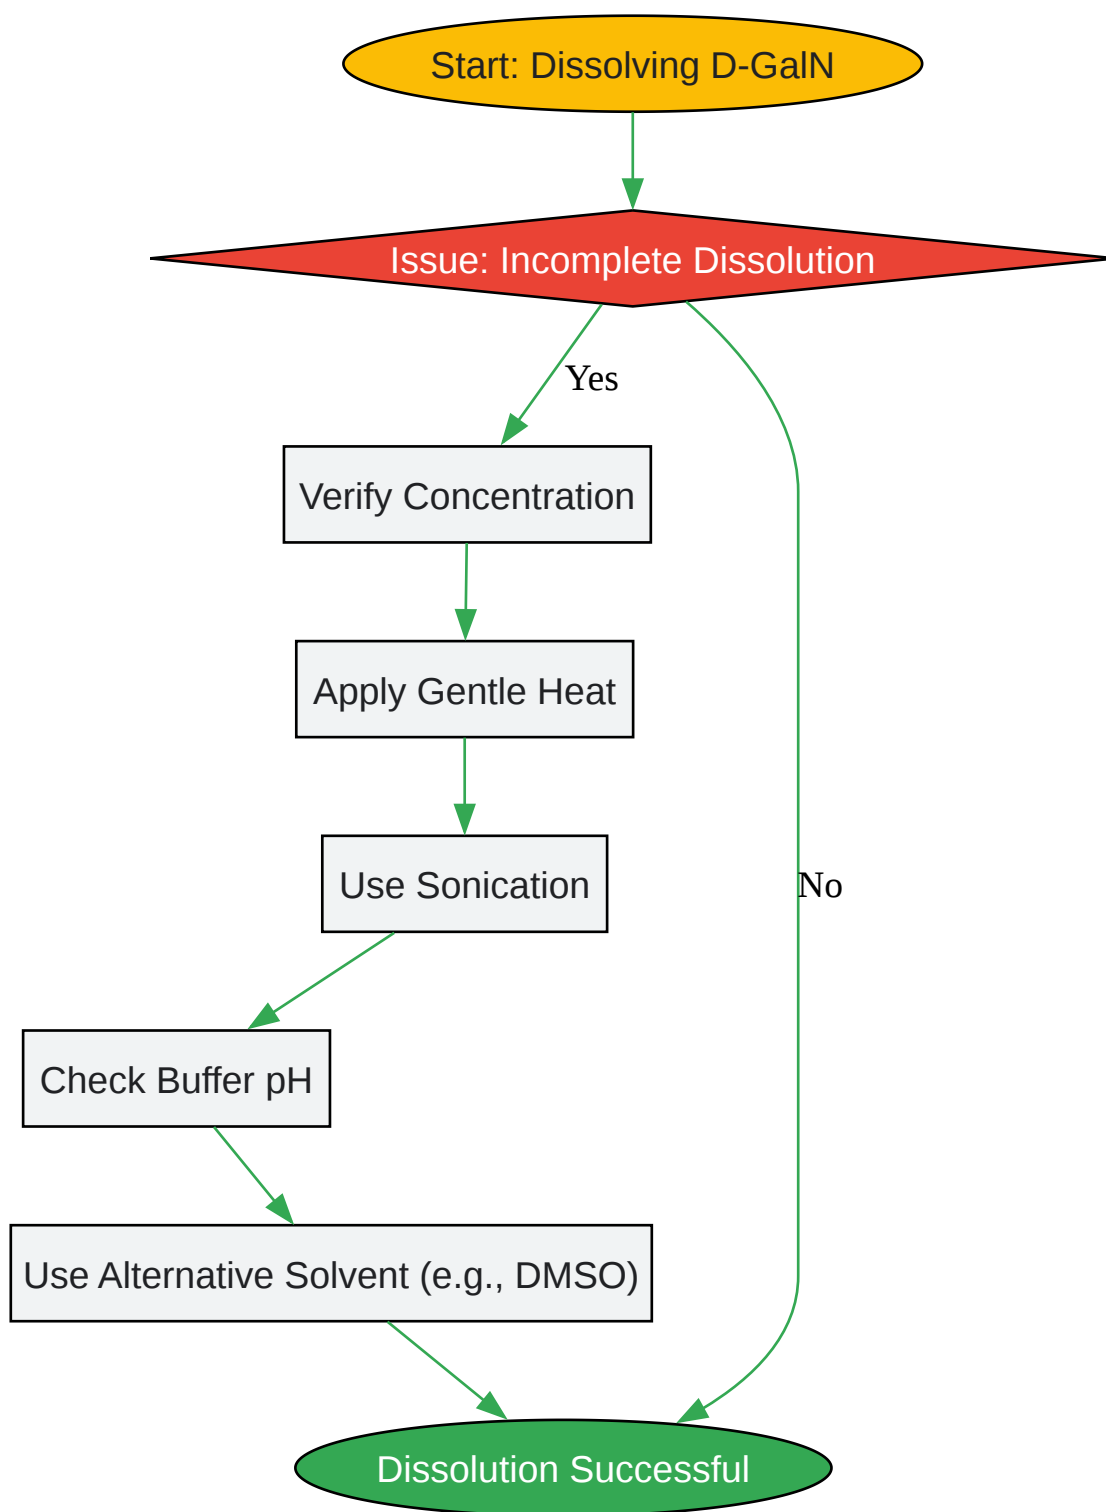 Start: Dissolving D-GalN
Issue: Incomplete Dissolution
Yes
Verify Concentration
Apply Gentle Heat
Use Sonication
No
Check Buffer pH
Use Alternative Solvent (e.g., DMSO)
Dissolution Successful